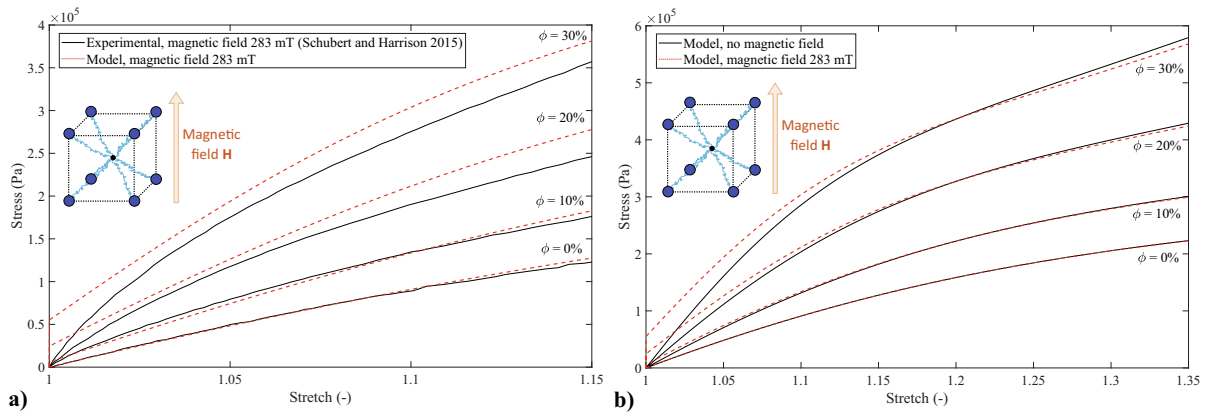 ×10⁵
4
3.5
3
2.5
2
1.5
1
0.5
0
Stress (Pa)
Experimental, magnetic field 283 mT (Schubert and Harrison 2015)
Model, magnetic field 283 mT
Magnetic
field H
ϕ = 30%
ϕ = 20%
ϕ = 10%
ϕ = 0%
1 1.05 1.1 1.15
Stretch (-)
a)
×10⁵
6
5
4
3
2
1
0
Stress (Pa)
Model, no magnetic field
Model, magnetic field 283 mT
Magnetic
field H
ϕ = 30%
ϕ = 20%
ϕ = 10%
ϕ = 0%
1 1.05 1.1 1.15 1.2 1.25 1.3 1.35
Stretch (-)
b)